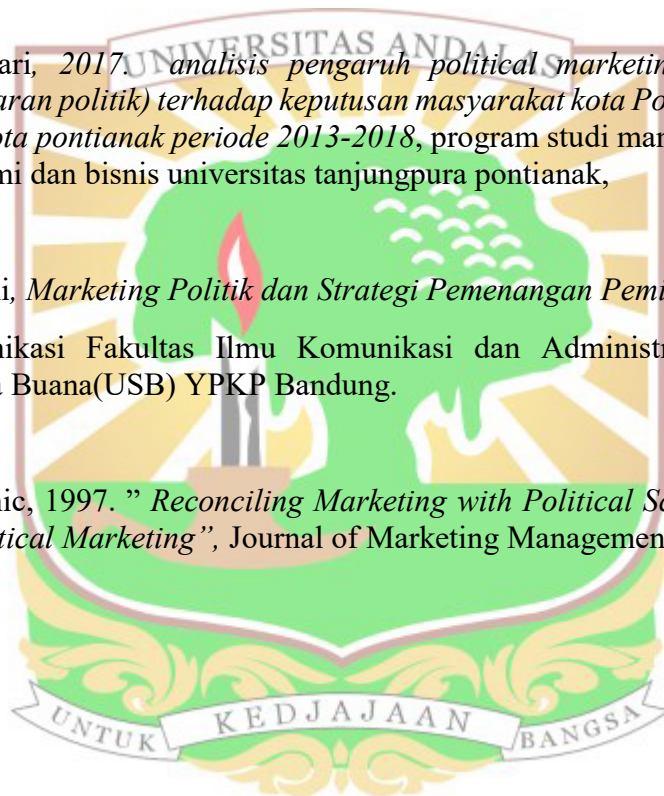 UNIVERSITAS ANDALAS
ari, 2017. analisis pengaruh political marketin
aran politik) terhadap keputusan masyarakat kota Po
ota pontianak periode 2013-2018, program studi mar
mi dan bisnis universitas tanjungpura pontianak,
i, Marketing Politik dan Strategi Pemenangan Pemi
nikasi Fakultas Ilmu Komunikasi dan Administr
a Buana(USB) YPKP Bandung.
nic, 1997. ” Reconciling Marketing with Political Sc
tical Marketing”, Journal of Marketing Managemen
UNTUK KEDJAJAAN BANGSA